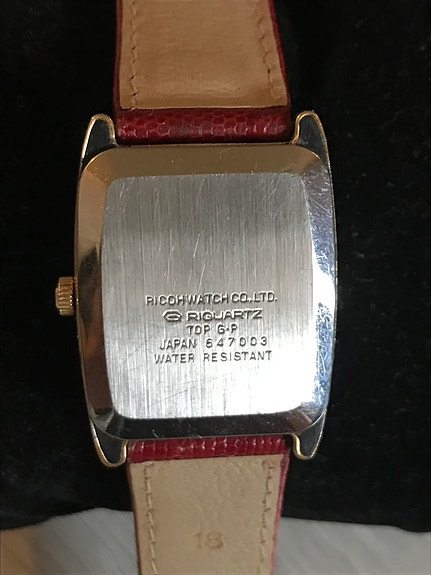 RICOH WATCH CO., LTD.
RIQUARTZ
TOP G·P
JAPAN 647003
WATER RESISTANT
18